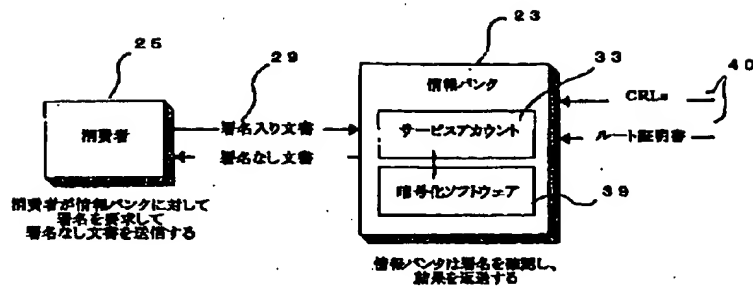 25
29
23
33
40
39
消費者
署名入り文書
署名なし文書
情報バンク
サービスアカウント
暗号化ソフトウェア
CRLs
ルート証明書
消費者が情報バンクに対して
署名を要求して
署名なし文書を送信する
情報バンクは署名を確認し、
結果を返送する